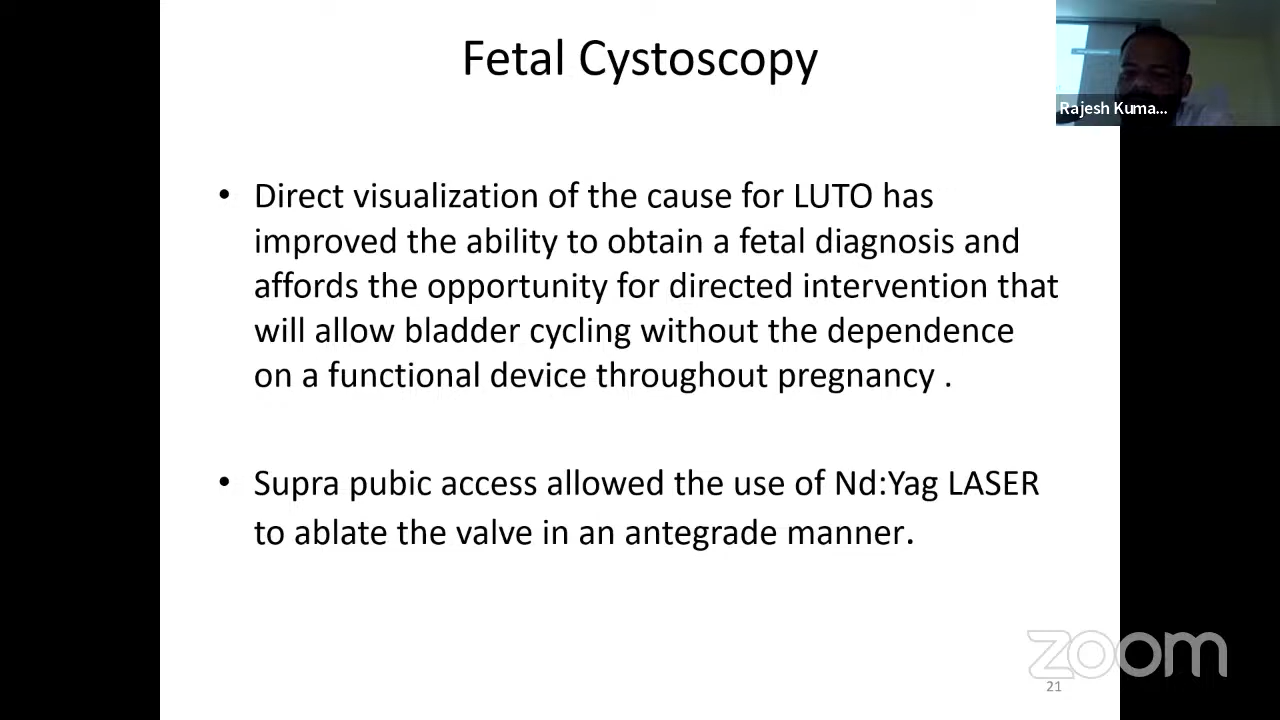 Fetal Cystoscopy
Rajesh Kuma...
• Direct visualization of the cause for LUTO has
improved the ability to obtain a fetal diagnosis and
affords the opportunity for directed intervention that
will allow bladder cycling without the dependence
on a functional device throughout pregnancy .
• Supra pubic access allowed the use of Nd:Yag LASER
to ablate the valve in an antegrade manner.
zoom
21